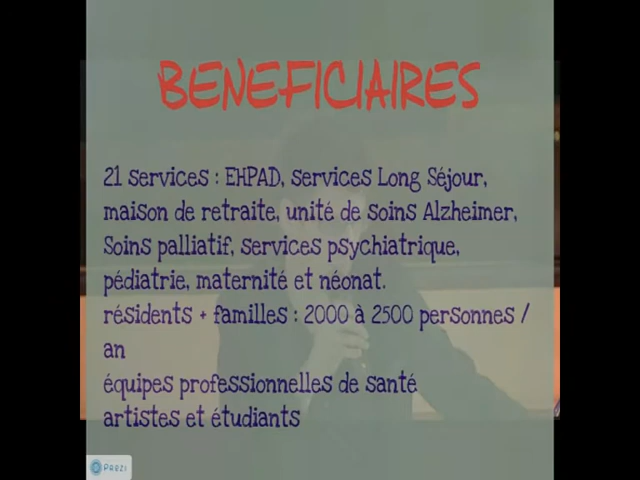 BENEFICIAIRES
21 services : EHPAD, services Long Séjour,
maison de retraite, unité de soins Alzheimer,
Soins palliatif, services psychiatrique,
pédiatrie, maternité et néonat.
résidents + familles : 2000 à 2500 personnes /
an
équipes professionnelles de santé
artistes et étudiants
Prezi